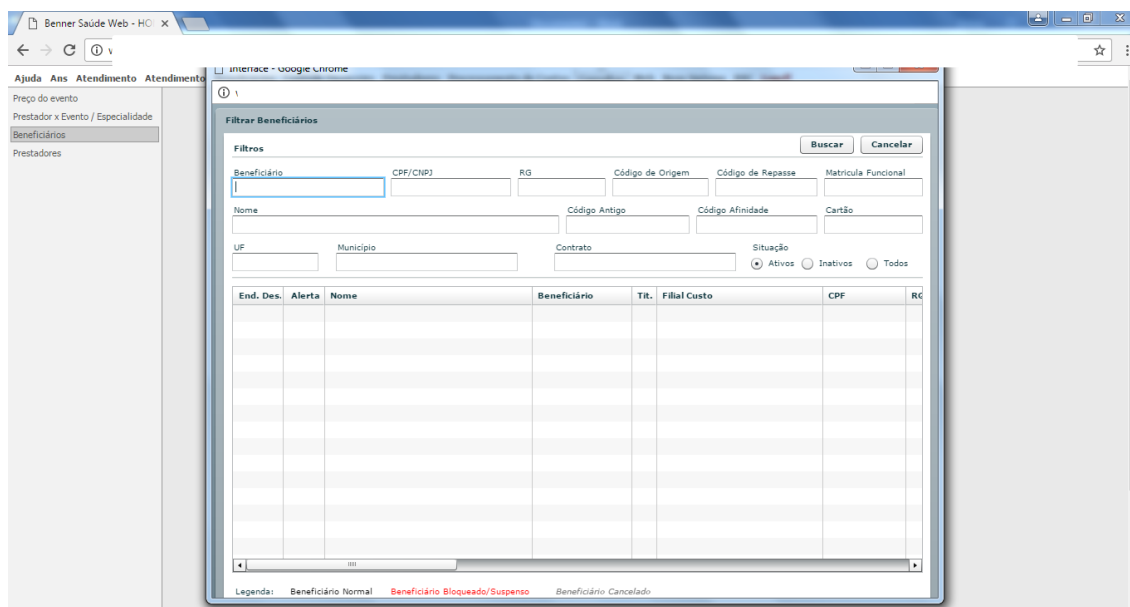 Benner Saúde Web - HO
Ajuda Ans Atendimento Atendimento
Preço do evento
Prestador x Evento / Especialidade
Beneficiários
Prestadores
Interface - Google Chrome
Filtrar Beneficiários
Filtros
Buscar Cancelar
Beneficiário CPF/CNPJ RG Código de Origem Código de Repasse Matricula Funcional
Nome Código Antigo Código Afinidade Cartão
UF Município Contrato Situação
Ativos Inativos Todos
End. Des. Alerta Nome Beneficiário Tit. Filial Custo CPF RG
Legenda: Beneficiário Normal Beneficiário Bloqueado/Suspenso Beneficiário Cancelado